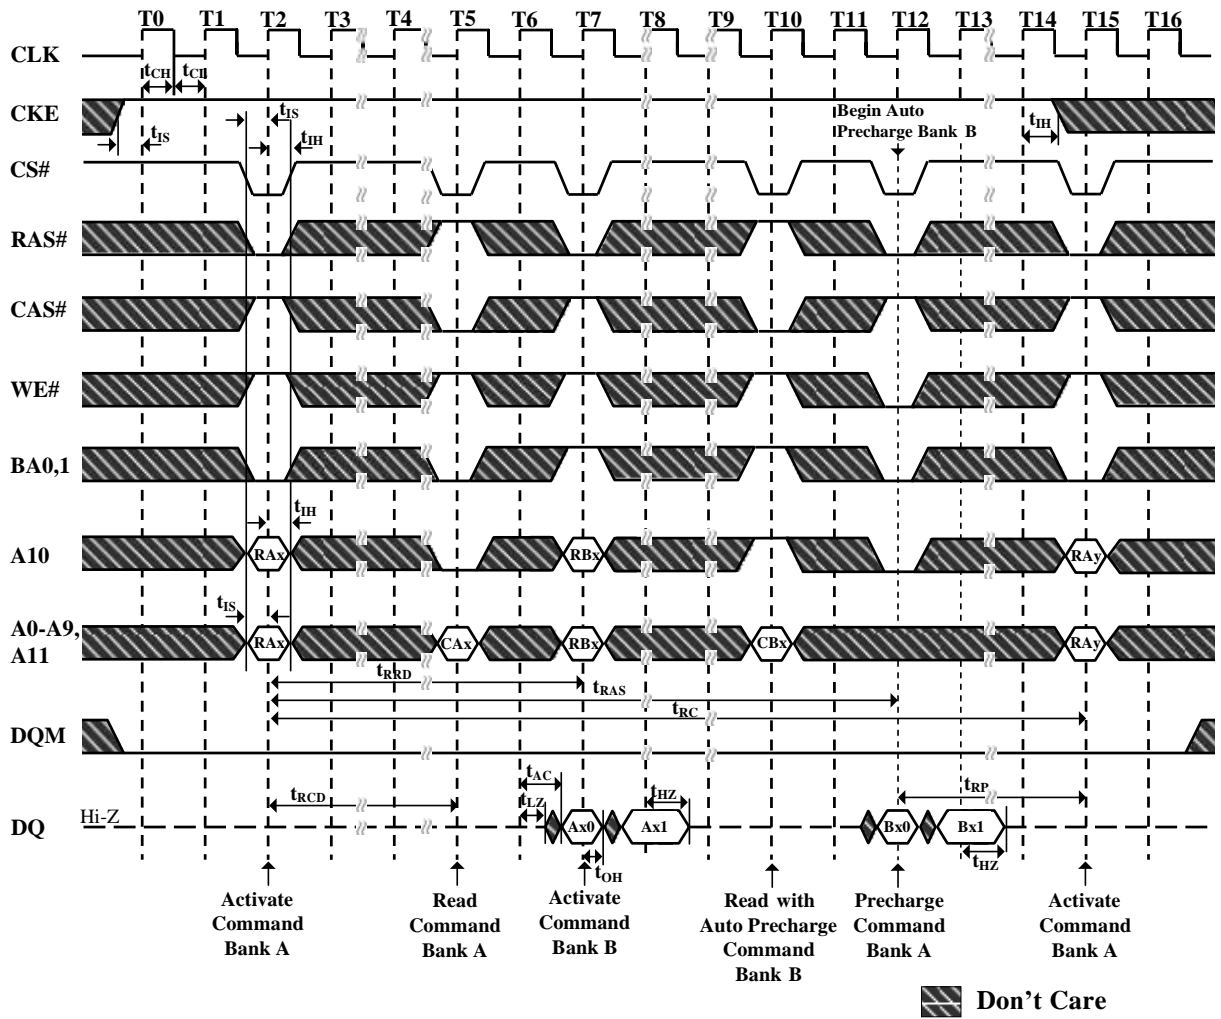 T0 T1 T2 T3 T4 T5 T6 T7 T8 T9 T10 T11 T12 T13 T14 T15 T16
CLK
tCH tCL
CKE
tIS
Begin Auto
Precharge Bank B
tIH
tIS
tIH
CS#
RAS#
CAS#
WE#
BA0,1
tIH
A10
RAx RBx RAy
tIS
A0-A9,
A11
RAx CAx RBx CBx RAy
tRRD
tRAS
tRC
DQM
tAC
tRCD
tLZ
tHZ
tRP
Hi-Z
DQ
Ax0 Ax1 Bx0 Bx1
tOH
tHZ
Activate
Command
Bank A
Read
Command
Bank A
Activate
Command
Bank B
Read with
Auto Precharge
Command
Bank B
Precharge
Command
Bank A
Activate
Command
Bank A
Don't Care